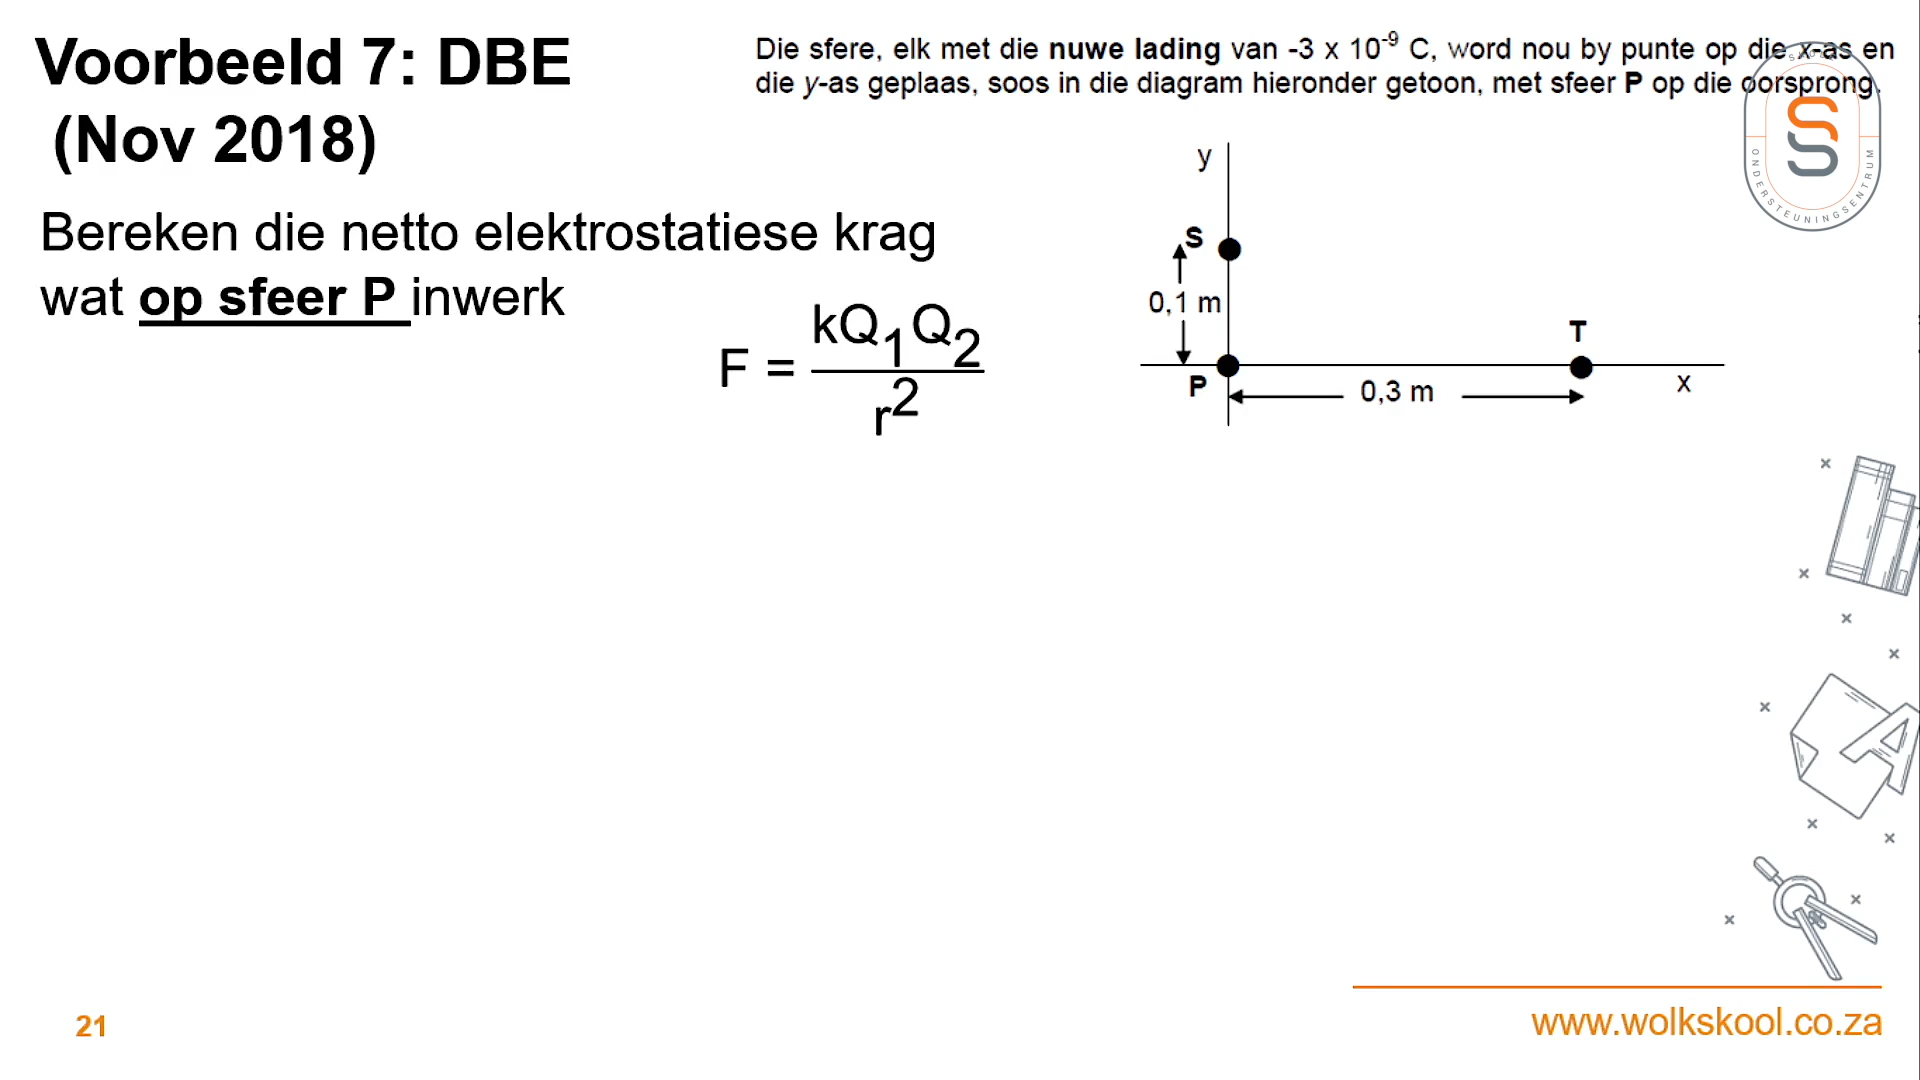 Voorbeeld 7: DBE
(Nov 2018)
Die sfere, elk met die nuwe lading van -3 x 10⁻⁹ C, word nou by punte op die x-as en
die y-as geplaas, soos in die diagram hieronder getoon, met sfeer P op die oorsprong.
Bereken die netto elektrostatiese krag
wat op sfeer P inwerk
F = kQ₁Q₂
r²
y
S
0,1 m
T
P
0,3 m
x
S
ONDERSTEUNINGSENTRUM
A
21
www.wolkskool.co.za